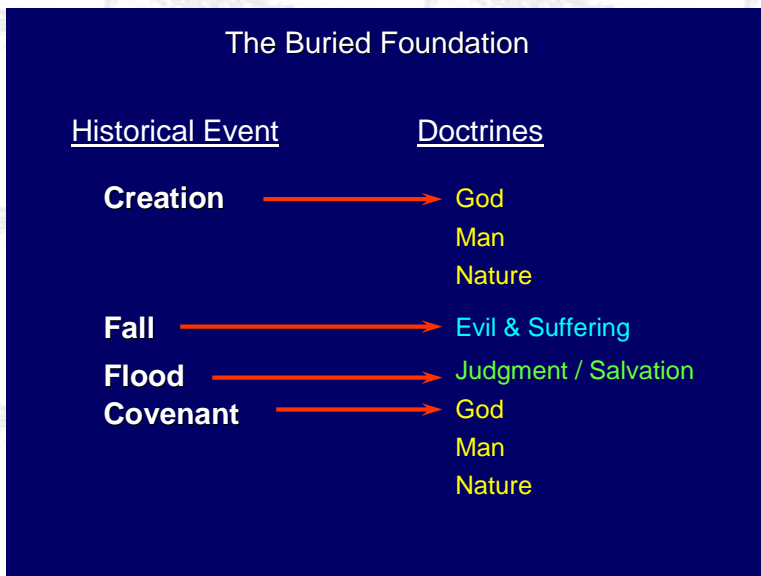 The Buried Foundation
Historical Event Doctrines
Creation God
Man
Nature
Fall Evil & Suffering
Flood Judgment / Salvation
Covenant God
Man
Nature